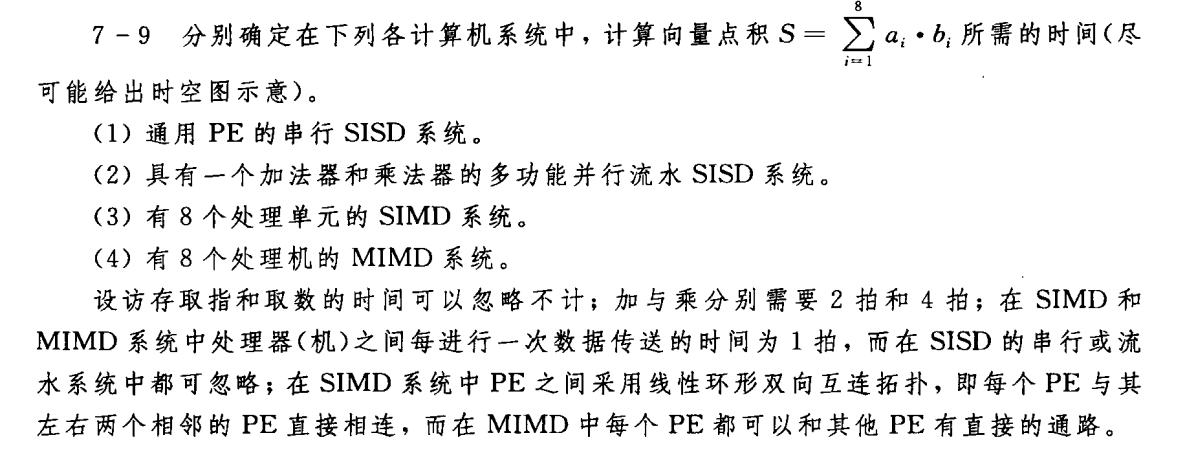 7-9 分别确定在下列各计算机系统中，计算向量点积 S = \sum_{i=1}^{8} a_i · b_i 所需的时间(尽
可能给出时空图示意)。
(1) 通用 PE 的串行 SISD 系统。
(2) 具有一个加法器和乘法器的多功能并行流水 SISD 系统。
(3) 有 8 个处理单元的 SIMD 系统。
(4) 有 8 个处理机的 MIMD 系统。
设访存取指和取数的时间可以忽略不计；加与乘分别需要 2 拍和 4 拍；在 SIMD 和
MIMD 系统中处理器(机)之间每进行一次数据传送的时间为 1 拍，而在 SISD 的串行或流
水系统中都可忽略；在 SIMD 系统中 PE 之间采用线性环形双向互连拓扑，即每个 PE 与其
左右两个相邻的 PE 直接相连，而在 MIMD 中每个 PE 都可以和其他 PE 有直接的通路。